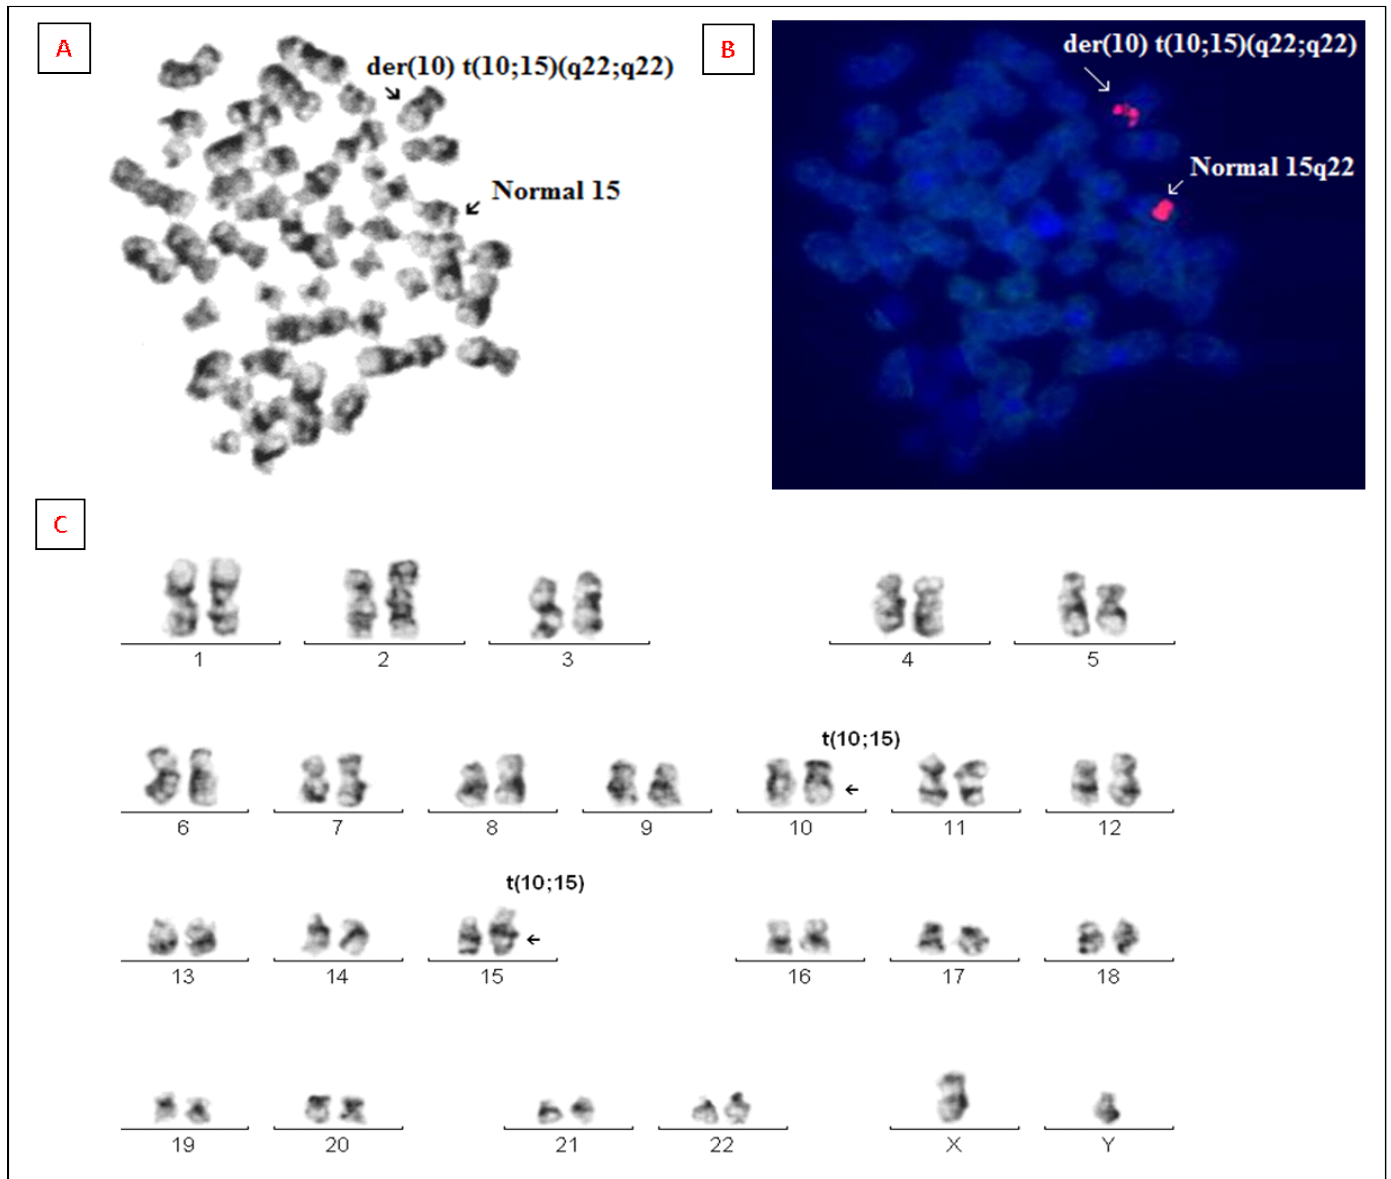 A
der(10) t(10;15)(q22;q22)
Normal 15
B
der(10) t(10;15)(q22;q22)
Normal 15q22
C
1 2 3 4 5
t(10;15)
6 7 8 9 10 11 12
t(10;15)
13 14 15 16 17 18
19 20 21 22 X Y